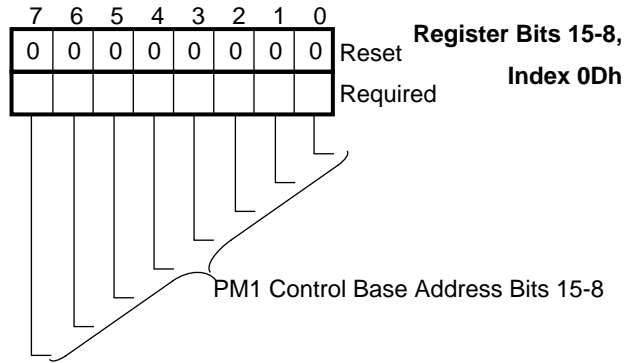 7 6 5 4 3 2 1 0
0 0 0 0 0 0 0 0 Reset
Register Bits 15-8,
Index 0Dh
Required
PM1 Control Base Address Bits 15-8